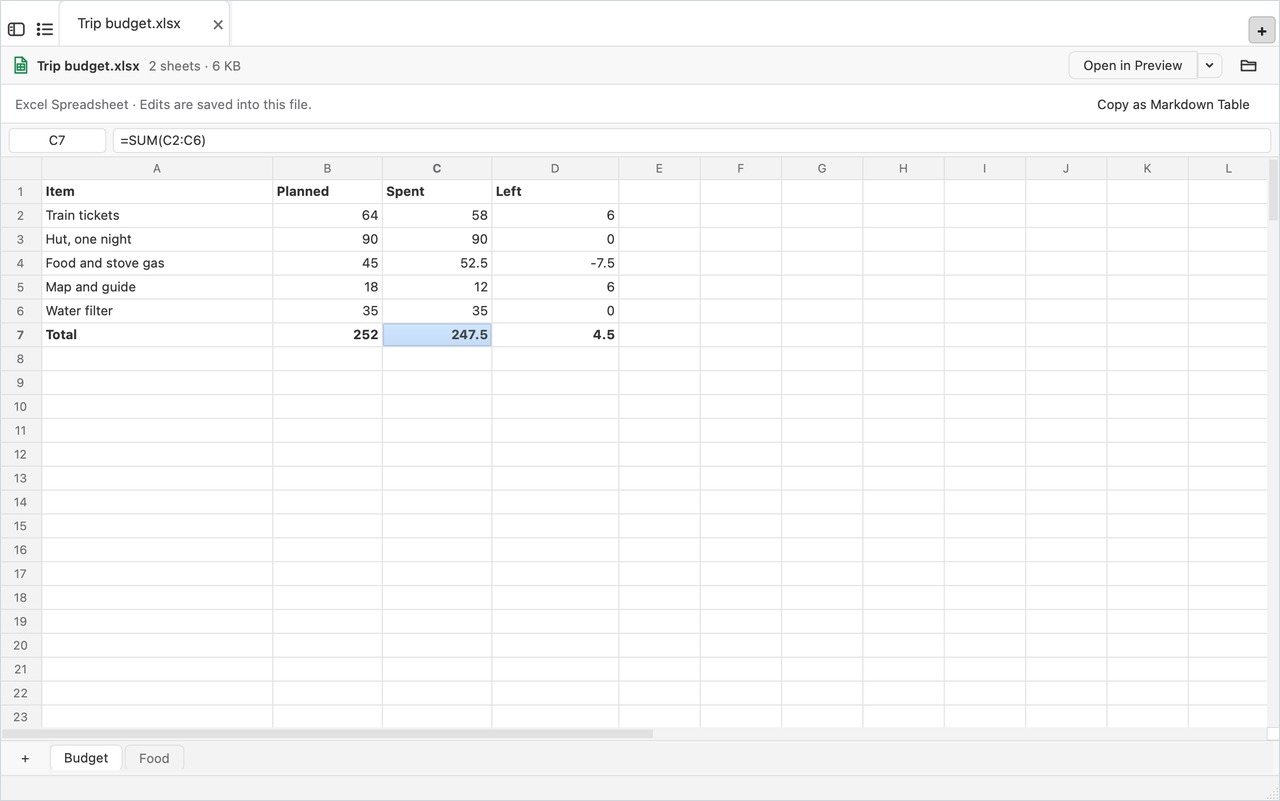 Trip budget.xlsx
Trip budget.xlsx 2 sheets · 6 KB Open in Preview
Excel Spreadsheet · Edits are saved into this file. Copy as Markdown Table
C7 =SUM(C2:C6)
A B C D E F G H I J K L
1 Item Planned Spent Left
2 Train tickets 64 58 6
3 Hut, one night 90 90 0
4 Food and stove gas 45 52.5 -7.5
5 Map and guide 18 12 6
6 Water filter 35 35 0
7 Total 252 247.5 4.5
8
9
10
11
12
13
14
15
16
17
18
19
20
21
22
23
+ Budget Food